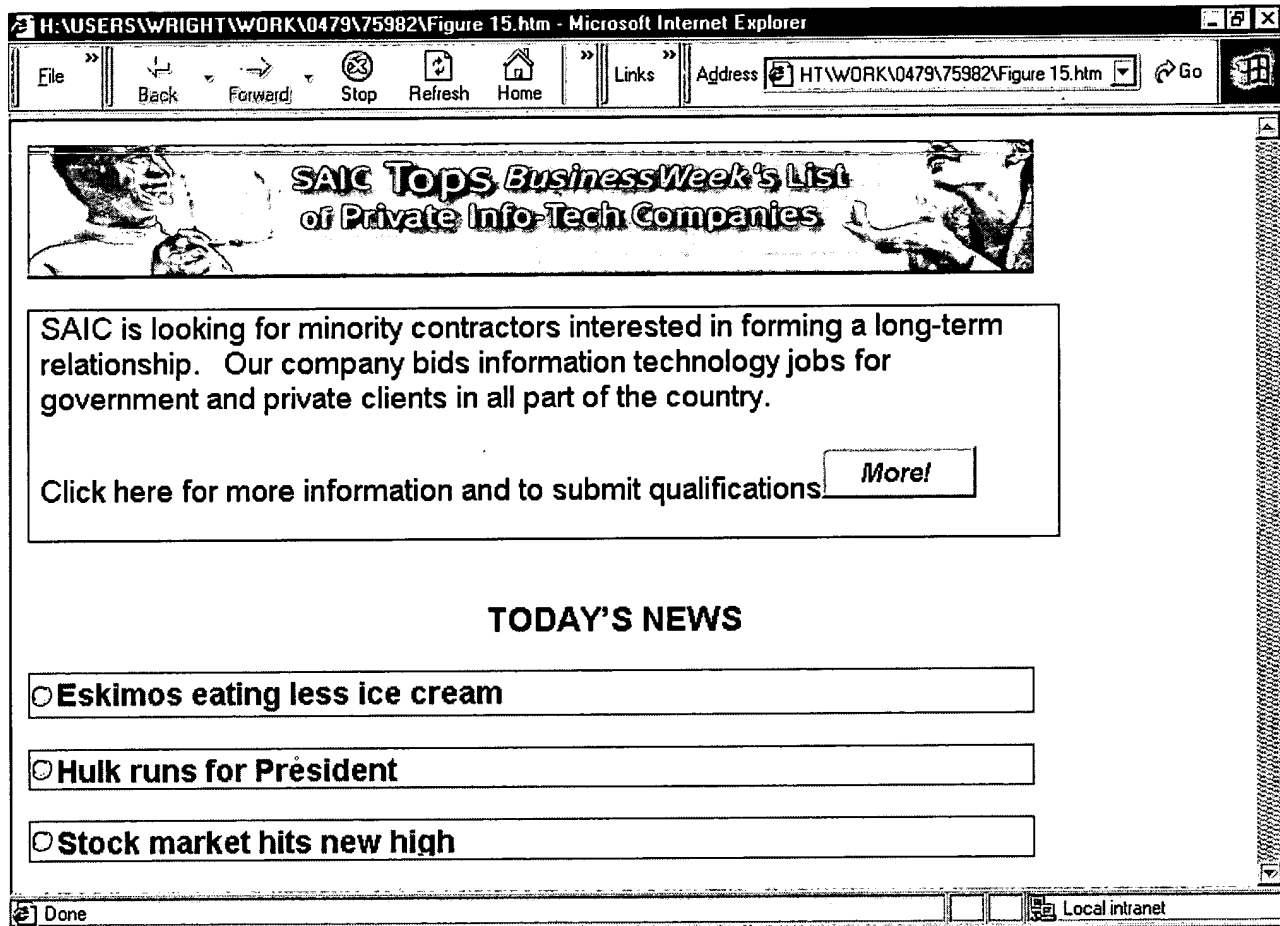 H:\USERS\WRIGHT\WORK\0479\75982\Figure 15.htm - Microsoft Internet Explorer
File » Back Forward Stop Refresh Home » Links » Address HT\WORK\0479\75982\Figure 15.htm Go
SAIC Tops BusinessWeek's List
of Private Info-Tech Companies
SAIC is looking for minority contractors interested in forming a long-term
relationship. Our company bids information technology jobs for
government and private clients in all part of the country.
Click here for more information and to submit qualifications. More!
TODAY'S NEWS
Eskimos eating less ice cream
Hulk runs for President
Stock market hits new high
Done Local intranet